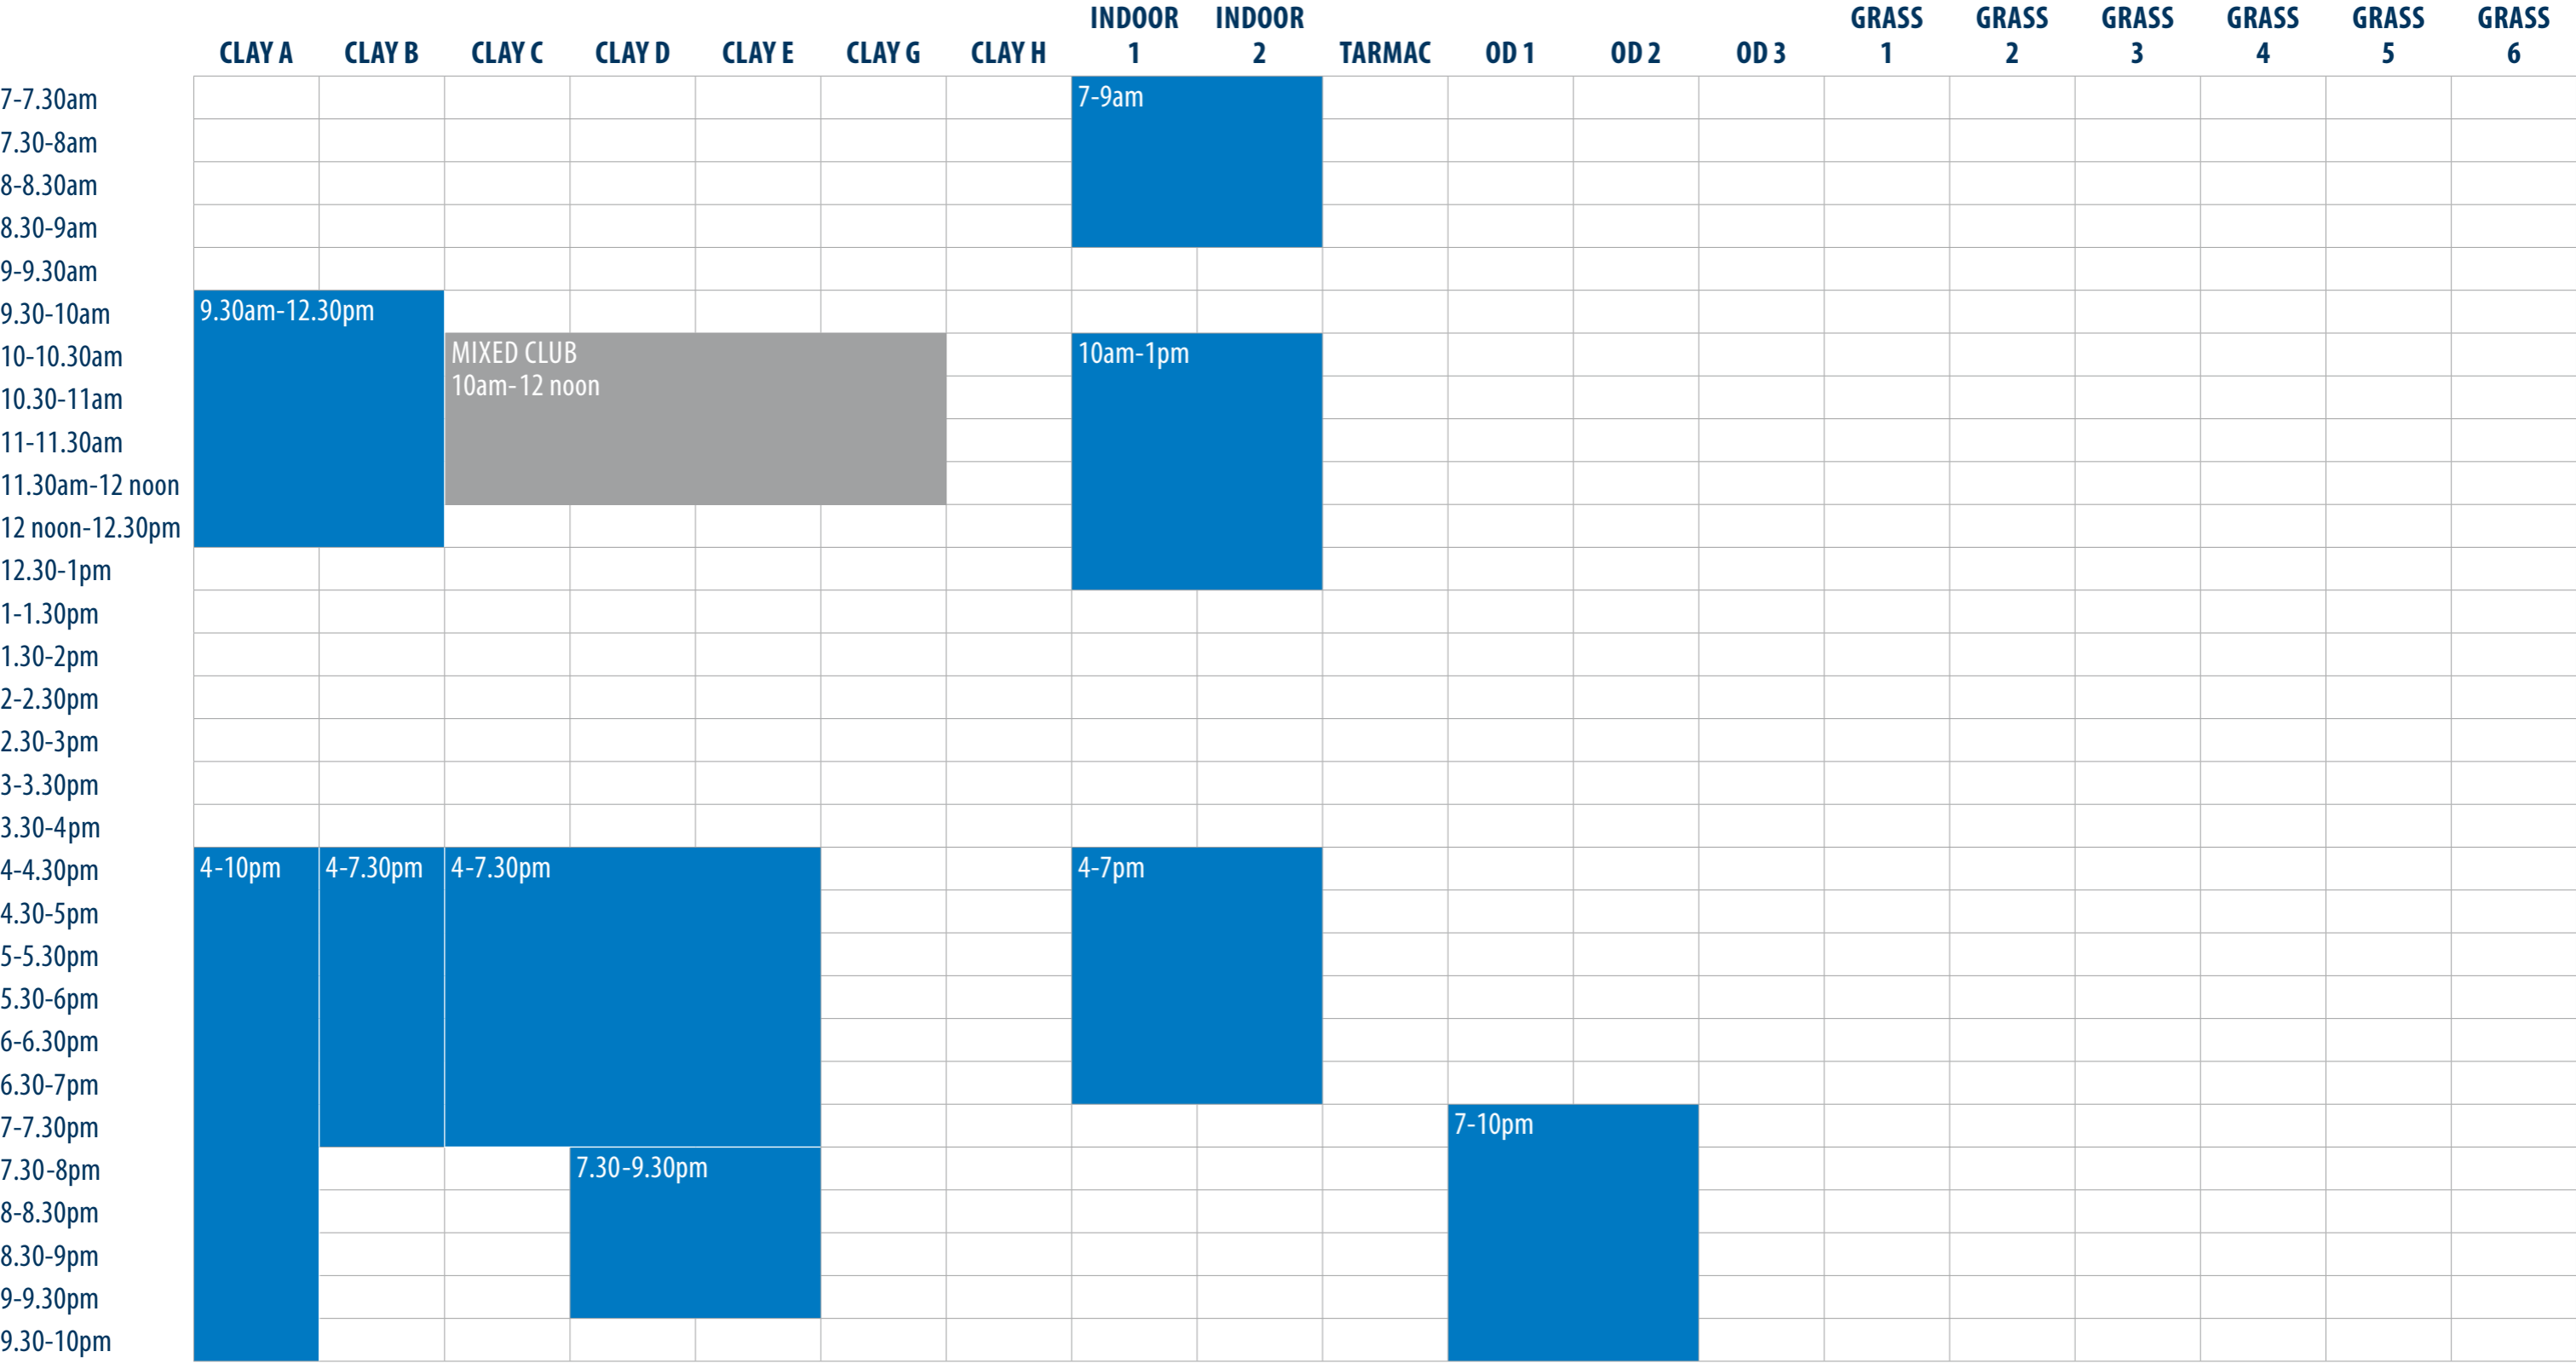 CLAY A CLAY B CLAY C CLAY D CLAY E CLAY G CLAY H INDOOR 1 INDOOR 2 TARMAC OD 1 OD 2 OD 3 GRASS 1 GRASS 2 GRASS 3 GRASS 4 GRASS 5 GRASS 6
7-7.30am 7-9am
7.30-8am
8-8.30am
8.30-9am
9-9.30am
9.30-10am 9.30am-12.30pm
10-10.30am MIXED CLUB 10am-1pm
10am-12 noon
10.30-11am
11-11.30am
11.30am-12 noon
12 noon-12.30pm
12.30-1pm
1-1.30pm
1.30-2pm
2-2.30pm
2.30-3pm
3-3.30pm
3.30-4pm
4-4.30pm 4-10pm 4-7.30pm 4-7.30pm 4-7pm
4.30-5pm
5-5.30pm
5.30-6pm
6-6.30pm
6.30-7pm
7-7.30pm 7-10pm
7.30-8pm 7.30-9.30pm
8-8.30pm
8.30-9pm
9-9.30pm
9.30-10pm